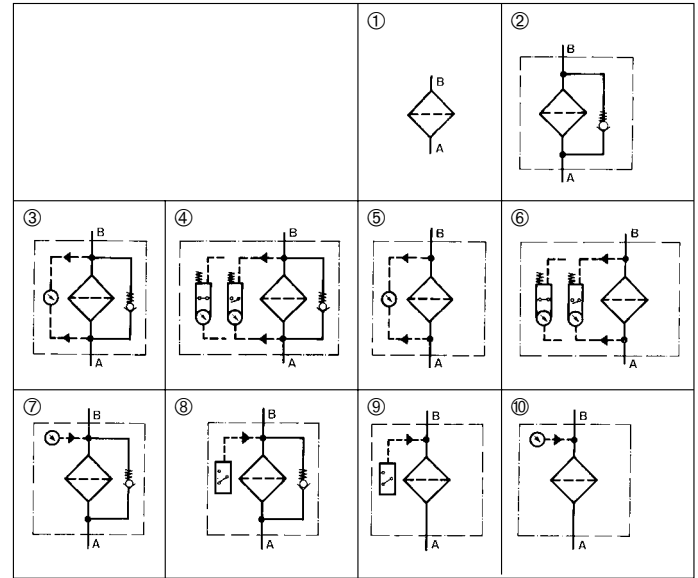 ① ②
B B
A A
③ ④ ⑤ ⑥
B B B B
A A A A
⑦ ⑧ ⑨ ⑩
B B B B
A A A A